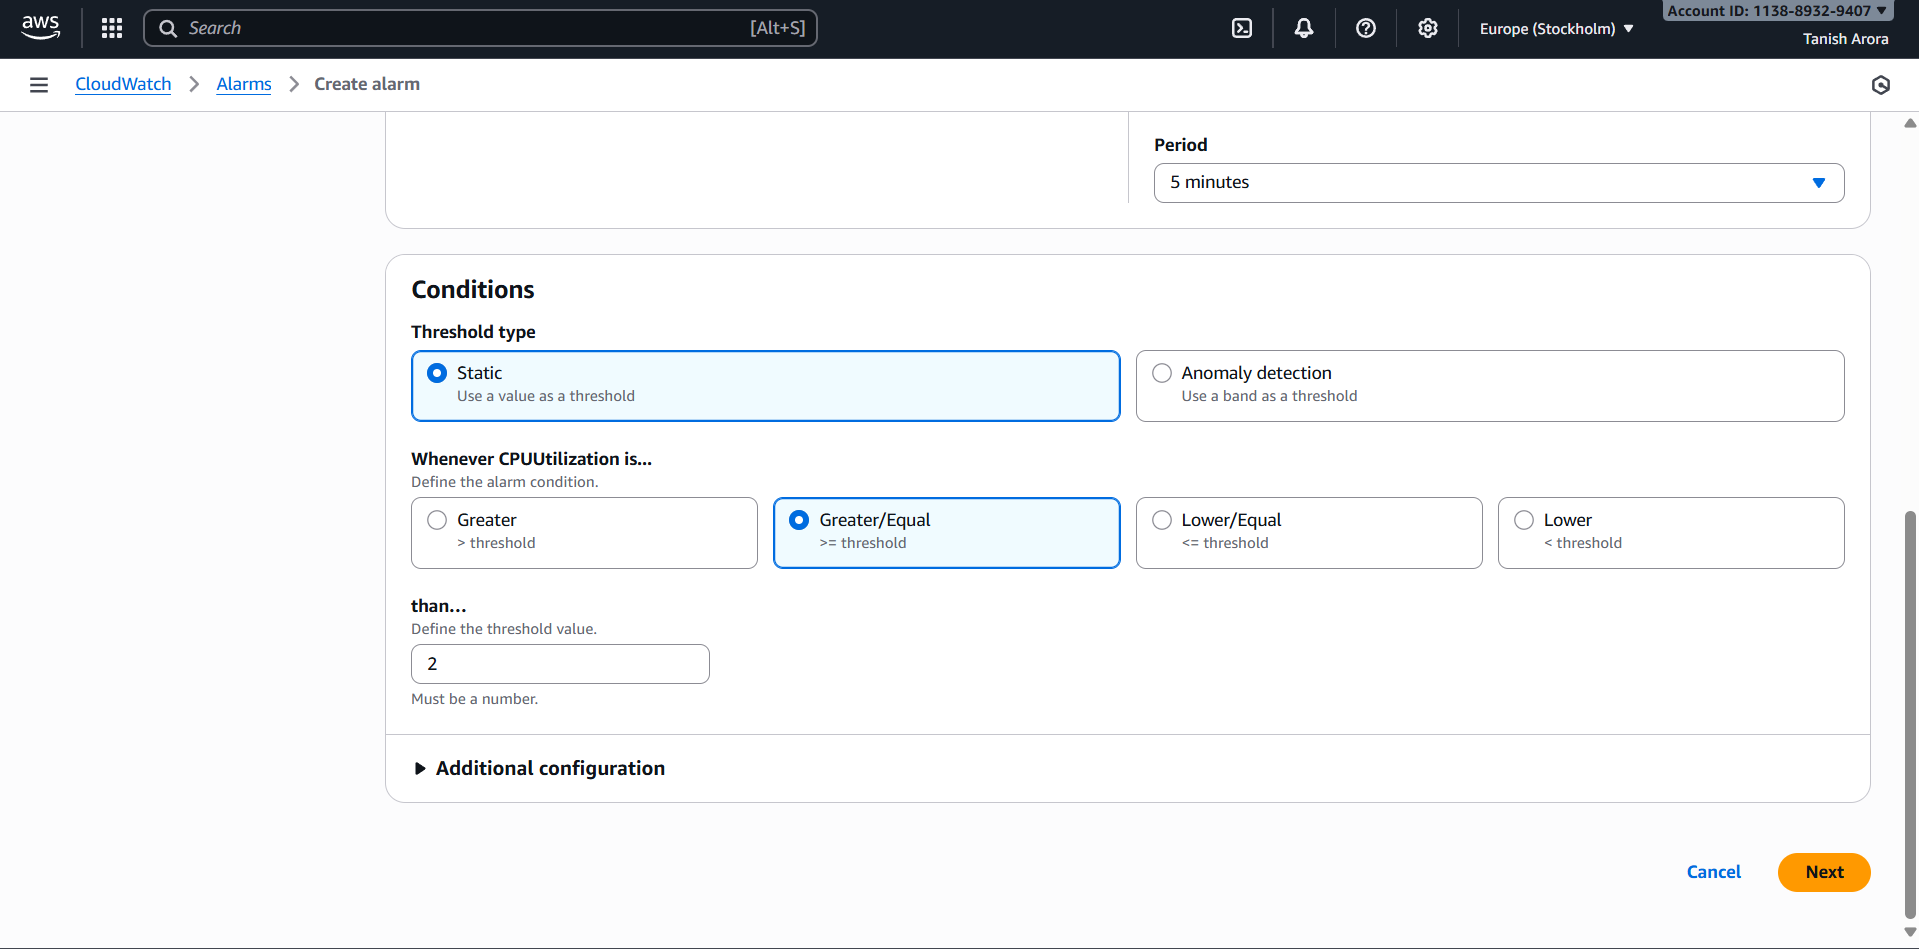 aws
Search [Alt+S]
Europe (Stockholm)
Account ID: 1138-8932-9407
Tanish Arora
CloudWatch Alarms Create alarm
Period
5 minutes
Conditions
Threshold type
Static
Use a value as a threshold
Anomaly detection
Use a band as a threshold
Whenever CPUUtilization is...
Define the alarm condition.
Greater
> threshold
Greater/Equal
>= threshold
Lower/Equal
<= threshold
Lower
< threshold
than...
Define the threshold value.
2
Must be a number.
Additional configuration
Cancel Next